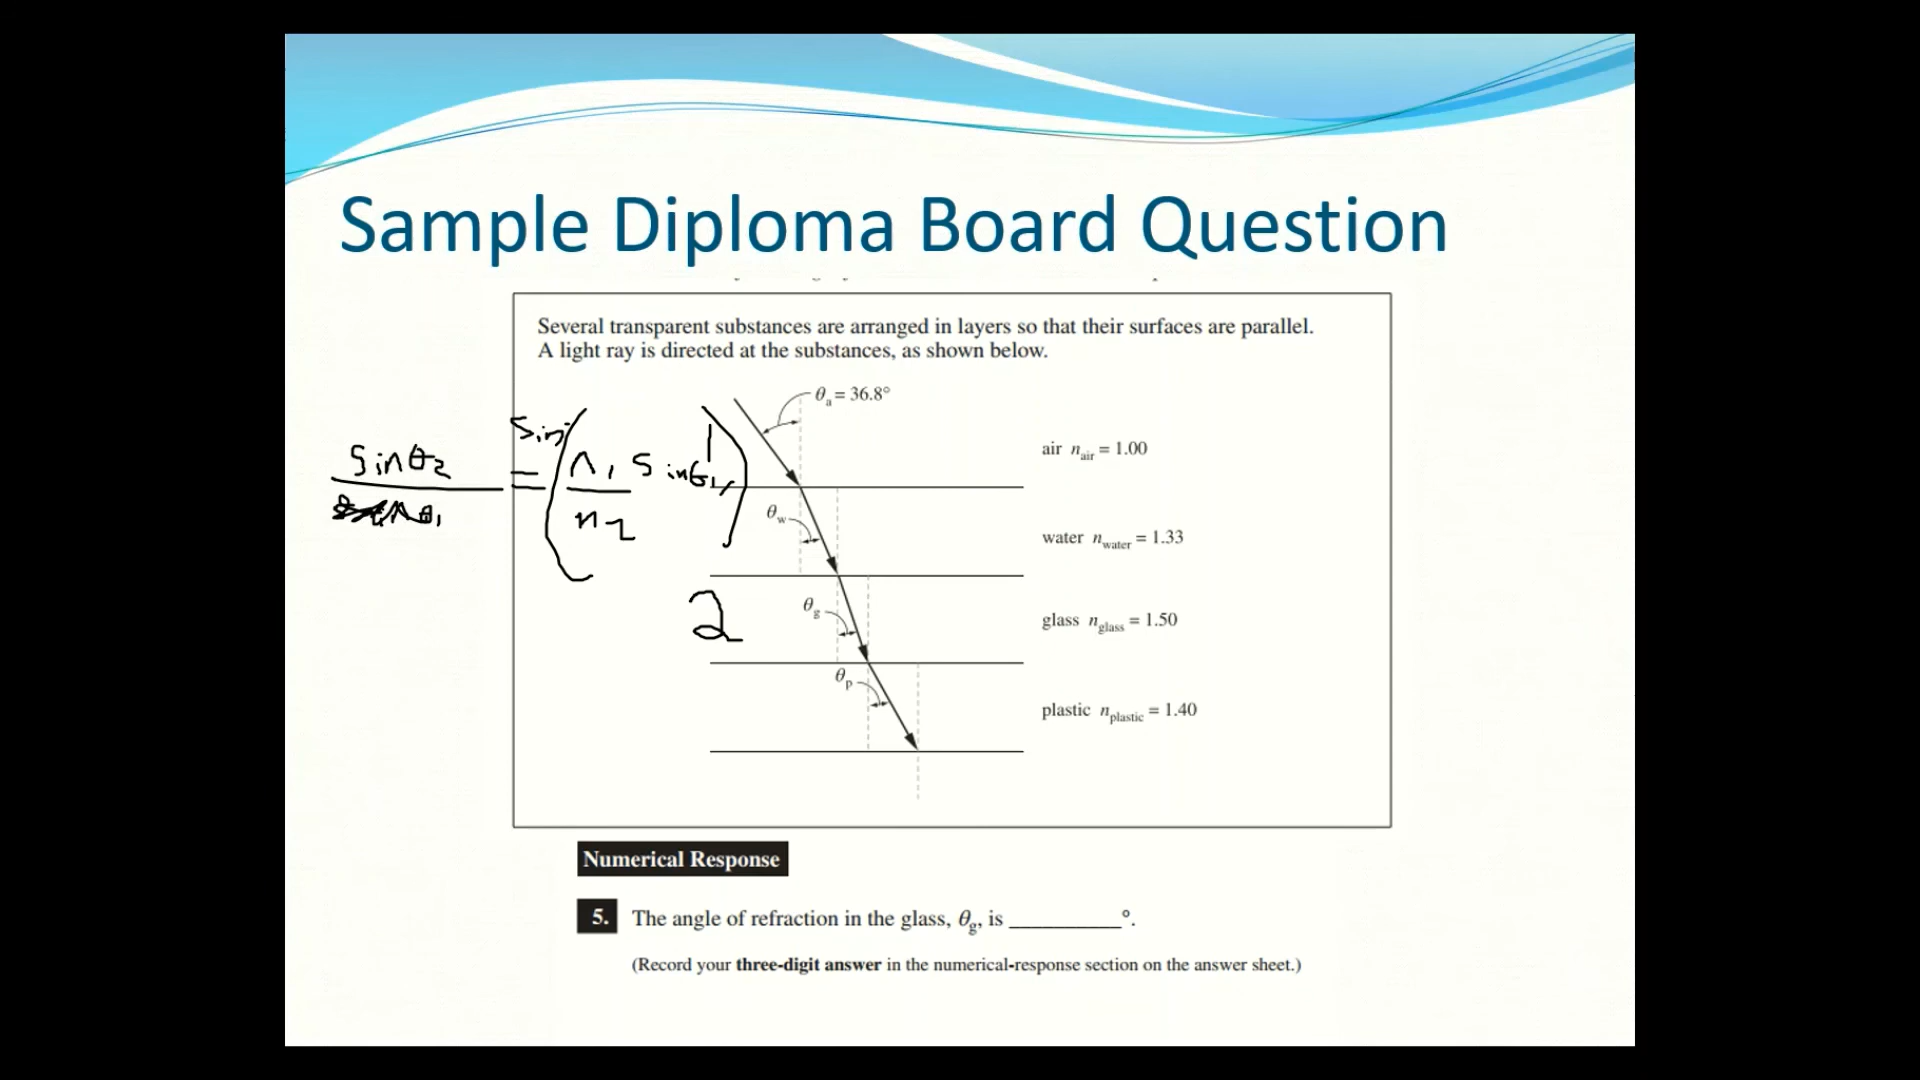 Sample Diploma Board Question
Several transparent substances are arranged in layers so that their surfaces are parallel.
A light ray is directed at the substances, as shown below.
θa = 36.8°
air nair = 1.00
θw
water nwater = 1.33
θg
glass nglass = 1.50
θp
plastic nplastic = 1.40
sinθ2
= sin(n1 sinθ1)
n2
1
2
Numerical Response
5. The angle of refraction in the glass, θg, is __________°.
(Record your three-digit answer in the numerical-response section on the answer sheet.)